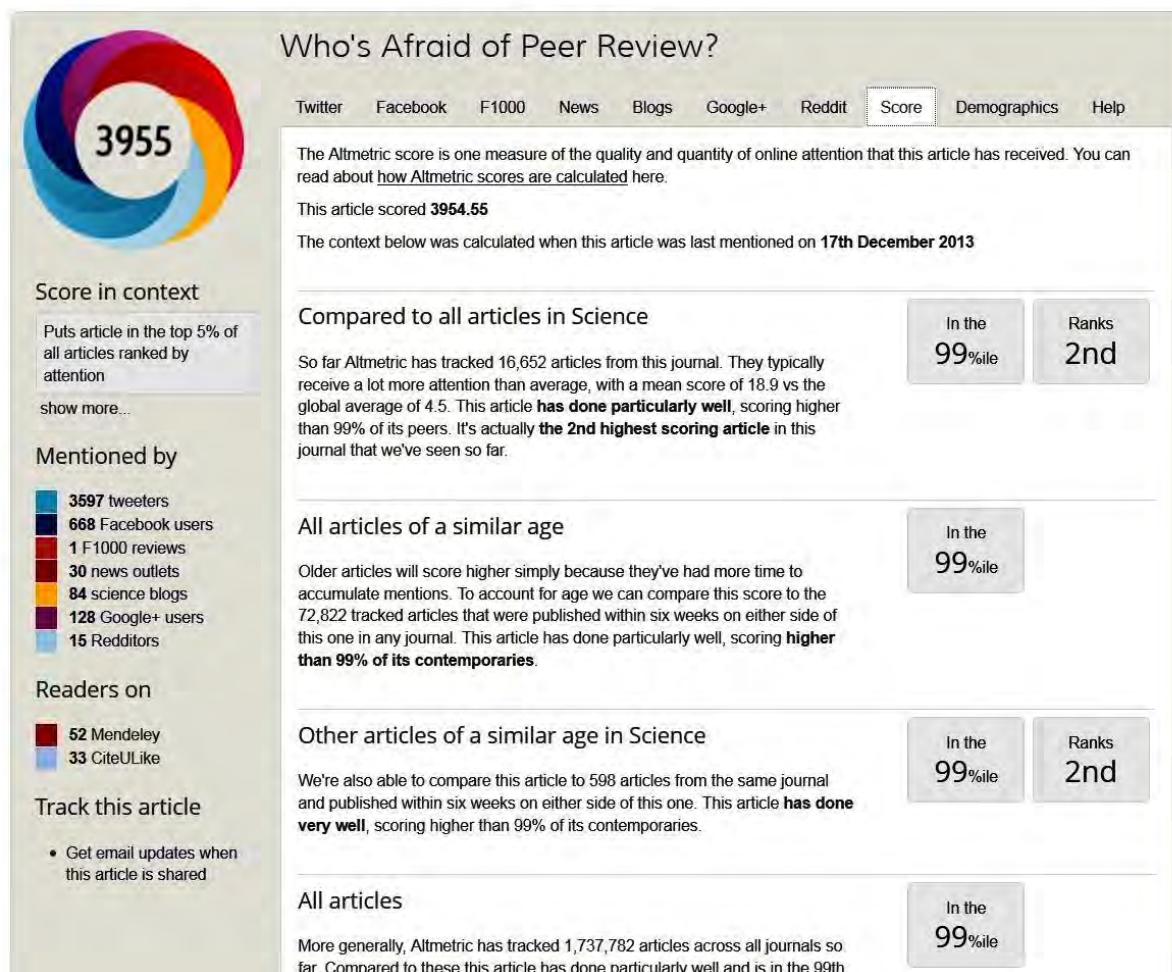 Who's Afraid of Peer Review?
3955
Twitter Facebook F1000 News Blogs Google+ Reddit Score Demographics Help
The Altmetric score is one measure of the quality and quantity of online attention that this article has received. You can
read about how Altmetric scores are calculated here.
This article scored 3954.55
The context below was calculated when this article was last mentioned on 17th December 2013
Score in context
Puts article in the top 5% of
all articles ranked by
attention
show more...
Mentioned by
3597 tweeters
668 Facebook users
1 F1000 reviews
30 news outlets
84 science blogs
128 Google+ users
15 Redditors
Readers on
52 Mendeley
33 CiteULike
Track this article
• Get email updates when
this article is shared
Compared to all articles in Science
So far Altmetric has tracked 16,652 articles from this journal. They typically
receive a lot more attention than average, with a mean score of 18.9 vs the
global average of 4.5. This article has done particularly well, scoring higher
than 99% of its peers. It's actually the 2nd highest scoring article in this
journal that we've seen so far.
In the
99%ile
Ranks
2nd
All articles of a similar age
Older articles will score higher simply because they've had more time to
accumulate mentions. To account for age we can compare this score to the
72,822 tracked articles that were published within six weeks on either side of
this one in any journal. This article has done particularly well, scoring higher
than 99% of its contemporaries.
In the
99%ile
Other articles of a similar age in Science
We're also able to compare this article to 598 articles from the same journal
and published within six weeks on either side of this one. This article has done
very well, scoring higher than 99% of its contemporaries.
In the
99%ile
Ranks
2nd
All articles
More generally, Altmetric has tracked 1,737,782 articles across all journals so
far. Compared to these this article has done particularly well and is in the 99th
In the
99%ile